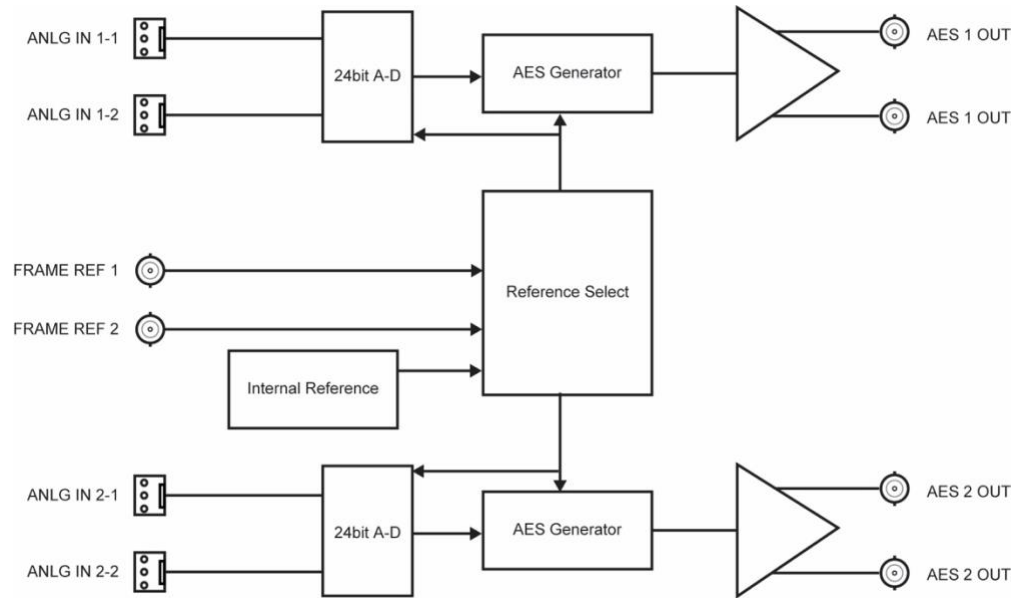 ANLG IN 1-1
ANLG IN 1-2
24bit A-D
AES Generator
AES 1 OUT
AES 1 OUT
FRAME REF 1
FRAME REF 2
Reference Select
Internal Reference
ANLG IN 2-1
ANLG IN 2-2
24bit A-D
AES Generator
AES 2 OUT
AES 2 OUT